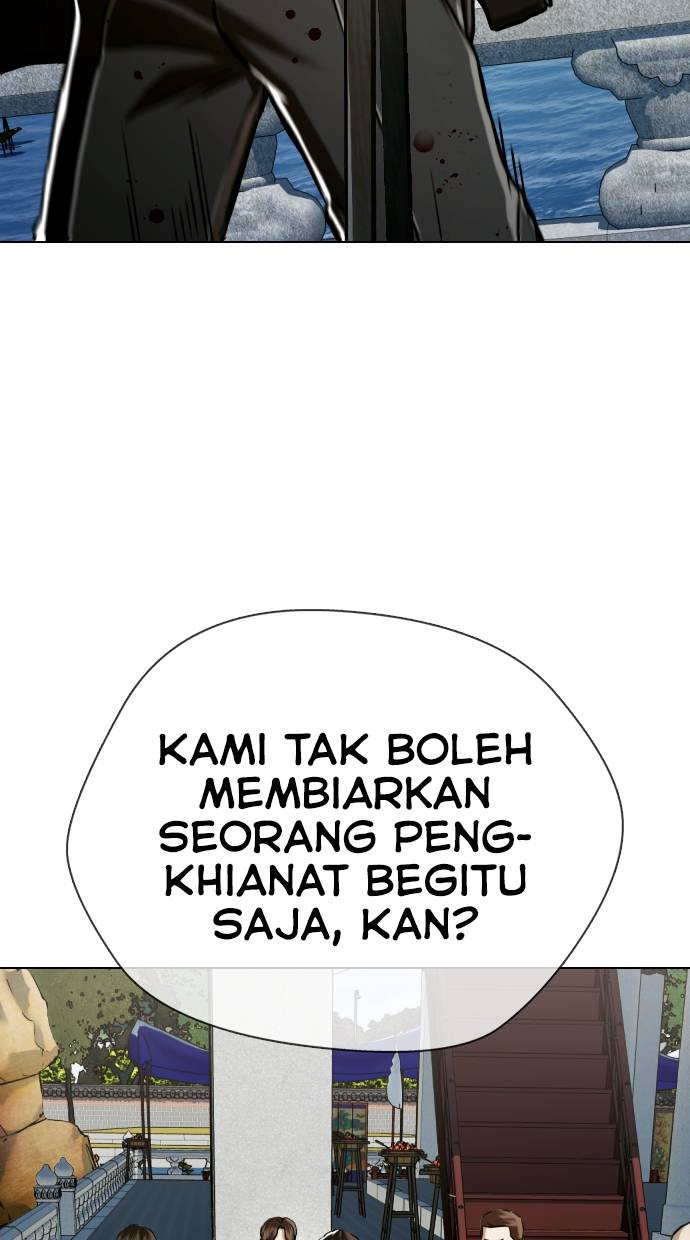 KAMI TAK BOLEH
MEMBIARKAN
SEORANG PENG-
KHIANAT BEGITU
SAJA, KAN?